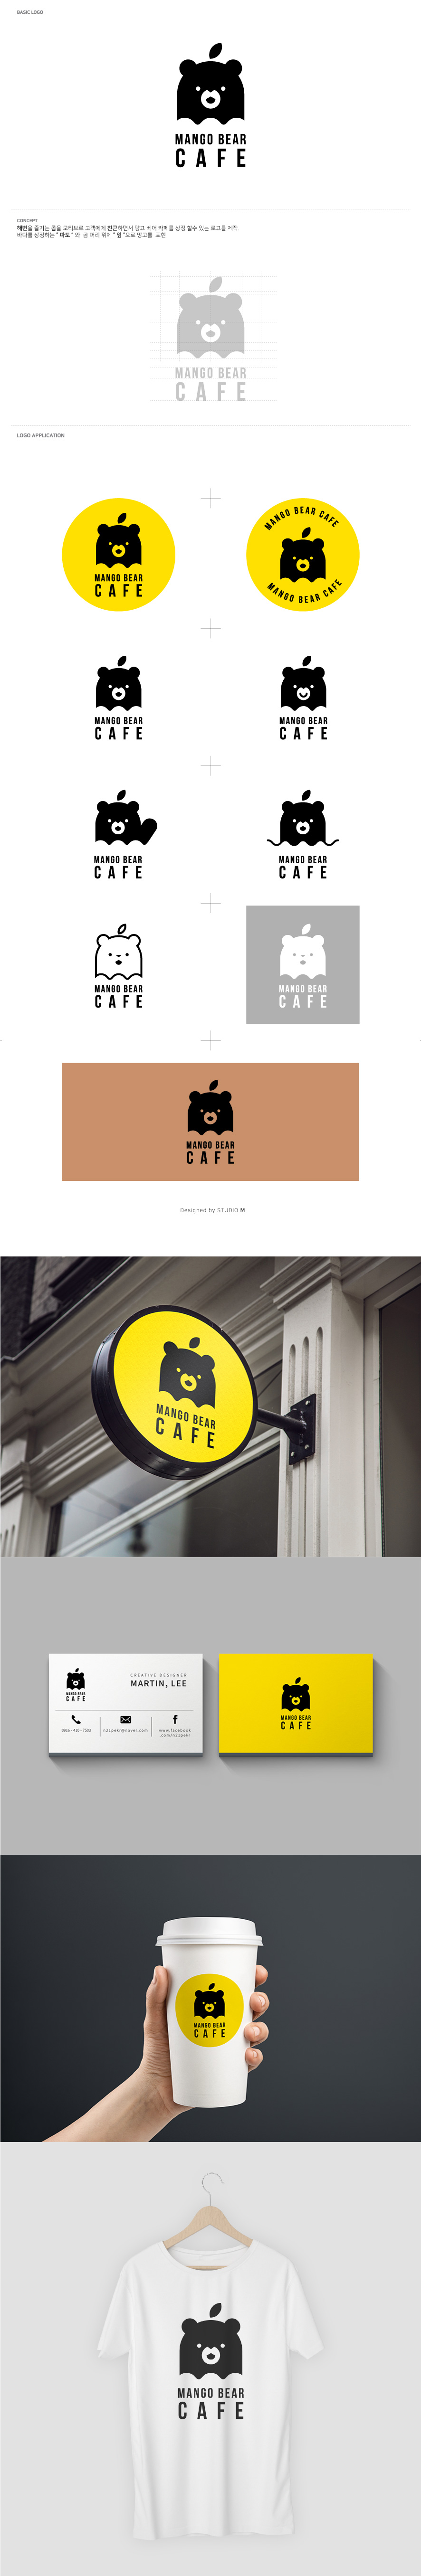 BASIC LOGO
MANGO BEAR
CAFE
CONCEPT
해변을 즐기는 곰을 모티브로 고객에게 친근하면서 망고 베어 카페를 상징 할수 있는 로고를 제작.
바다를 상징하는 " 파도 " 와 곰 머리 위에 " 잎 "으로 망고를 표현
MANGO BEAR
CAFE
LOGO APPLICATION
MANGO BEAR
CAFE
MANGO BEAR CAFE
MANGO BEAR CAFE
MANGO BEAR
CAFE
MANGO BEAR
CAFE
MANGO BEAR
CAFE
MANGO BEAR
CAFE
MANGO BEAR
CAFE
MANGO BEAR
CAFE
MANGO BEAR
CAFE
Designed by STUDIO M
MANGO BEAR
CAFE
MANGO BEAR
CAFE
CREATIVE DESIGNER
MARTIN, LEE
www.facebook
MANGO BEAR
CAFE
MANGO BEAR
CAFE
MANGO BEAR
CAFE